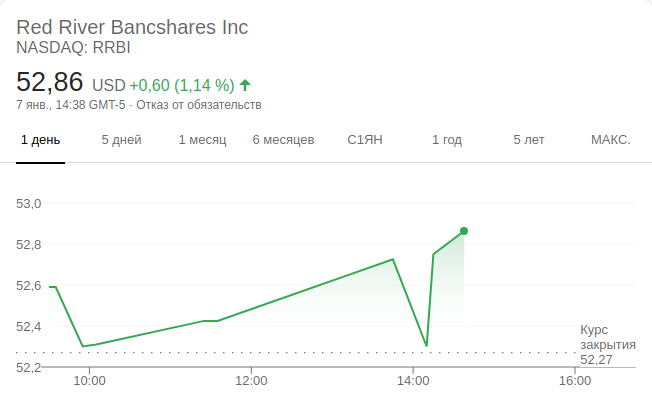 Red River Bancshares Inc
NASDAQ: RRBI
52,86 USD +0,60 (1,14 %)
7 янв., 14:38 GMT-5 · Отказ от обязательств
1 день 5 дней 1 месяц 6 месяцев С1ЯН 1 год 5 лет МАКС.
53,0
52,8
52,6
52,4
52,2
Курс
закрытия
52,27
10:00 12:00 14:00 16:00